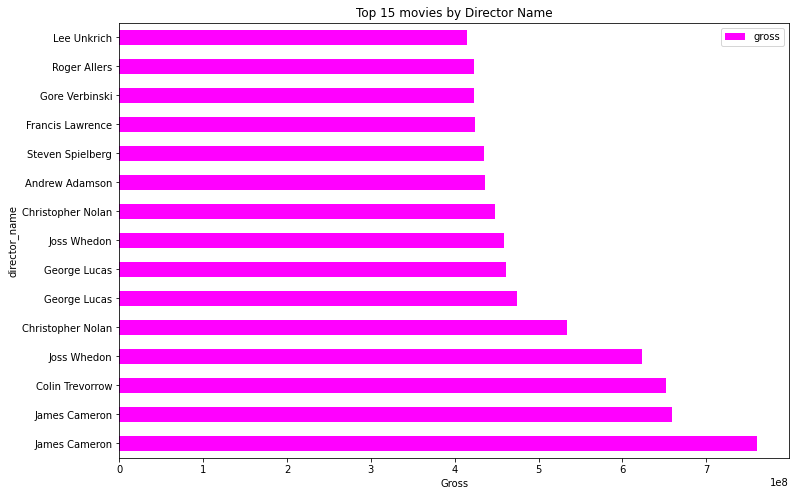 Top 15 movies by Director Name
gross
director_name
Lee Unkrich
Roger Allers
Gore Verbinski
Francis Lawrence
Steven Spielberg
Andrew Adamson
Christopher Nolan
Joss Whedon
George Lucas
George Lucas
Christopher Nolan
Joss Whedon
Colin Trevorrow
James Cameron
James Cameron
0 1 2 3 4 5 6 7
1e8
Gross